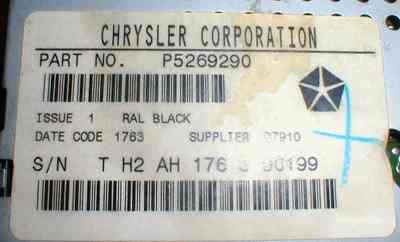 CHRYSLER CORPORATION
PART NO. P5269290
ISSUE 1 RAL BLACK
DATE CODE 1763 SUPPLIER 07910
S/N T H2 AH 176 3 90199